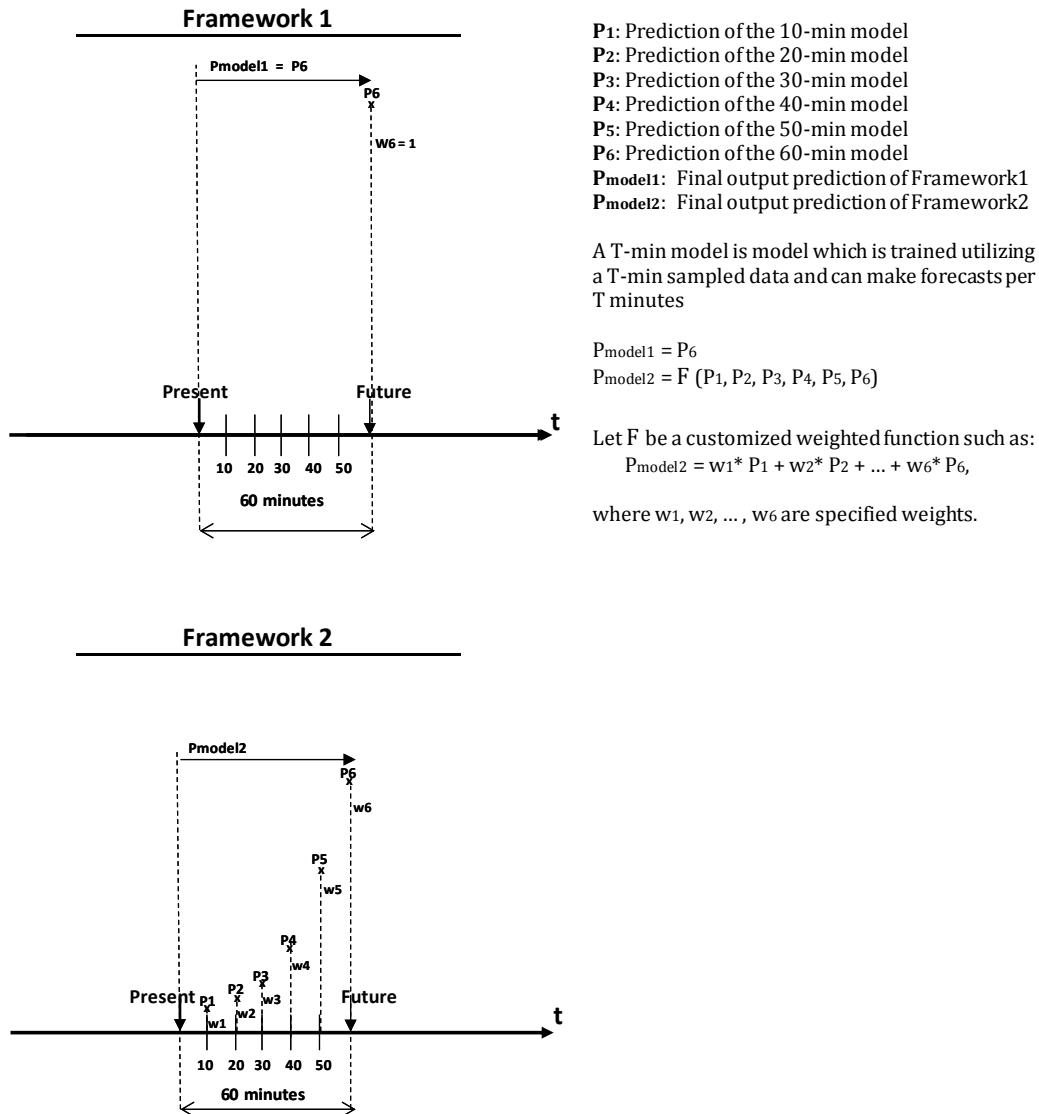 Framework 1
Pmodel1 = P6
P6
W6 = 1
Present
Future
t
10 20 30 40 50
60 minutes
P1: Prediction of the 10-min model
P2: Prediction of the 20-min model
P3: Prediction of the 30-min model
P4: Prediction of the 40-min model
P5: Prediction of the 50-min model
P6: Prediction of the 60-min model
Pmodel1: Final output prediction of Framework1
Pmodel2: Final output prediction of Framework2
A T-min model is model which is trained utilizing
a T-min sampled data and can make forecasts per
T minutes
Pmodel1 = P6
Pmodel2 = F (P1, P2, P3, P4, P5, P6)
Let F be a customized weighted function such as:
Pmodel2 = w1* P1 + w2* P2 + ... + w6* P6,
where w1, w2, ... , w6 are specified weights.
Framework 2
Pmodel2
P6
w6
P5
w5
P4
w4
P3
w3
P2
w2
P1
w1
Present
Future
t
10 20 30 40 50
60 minutes